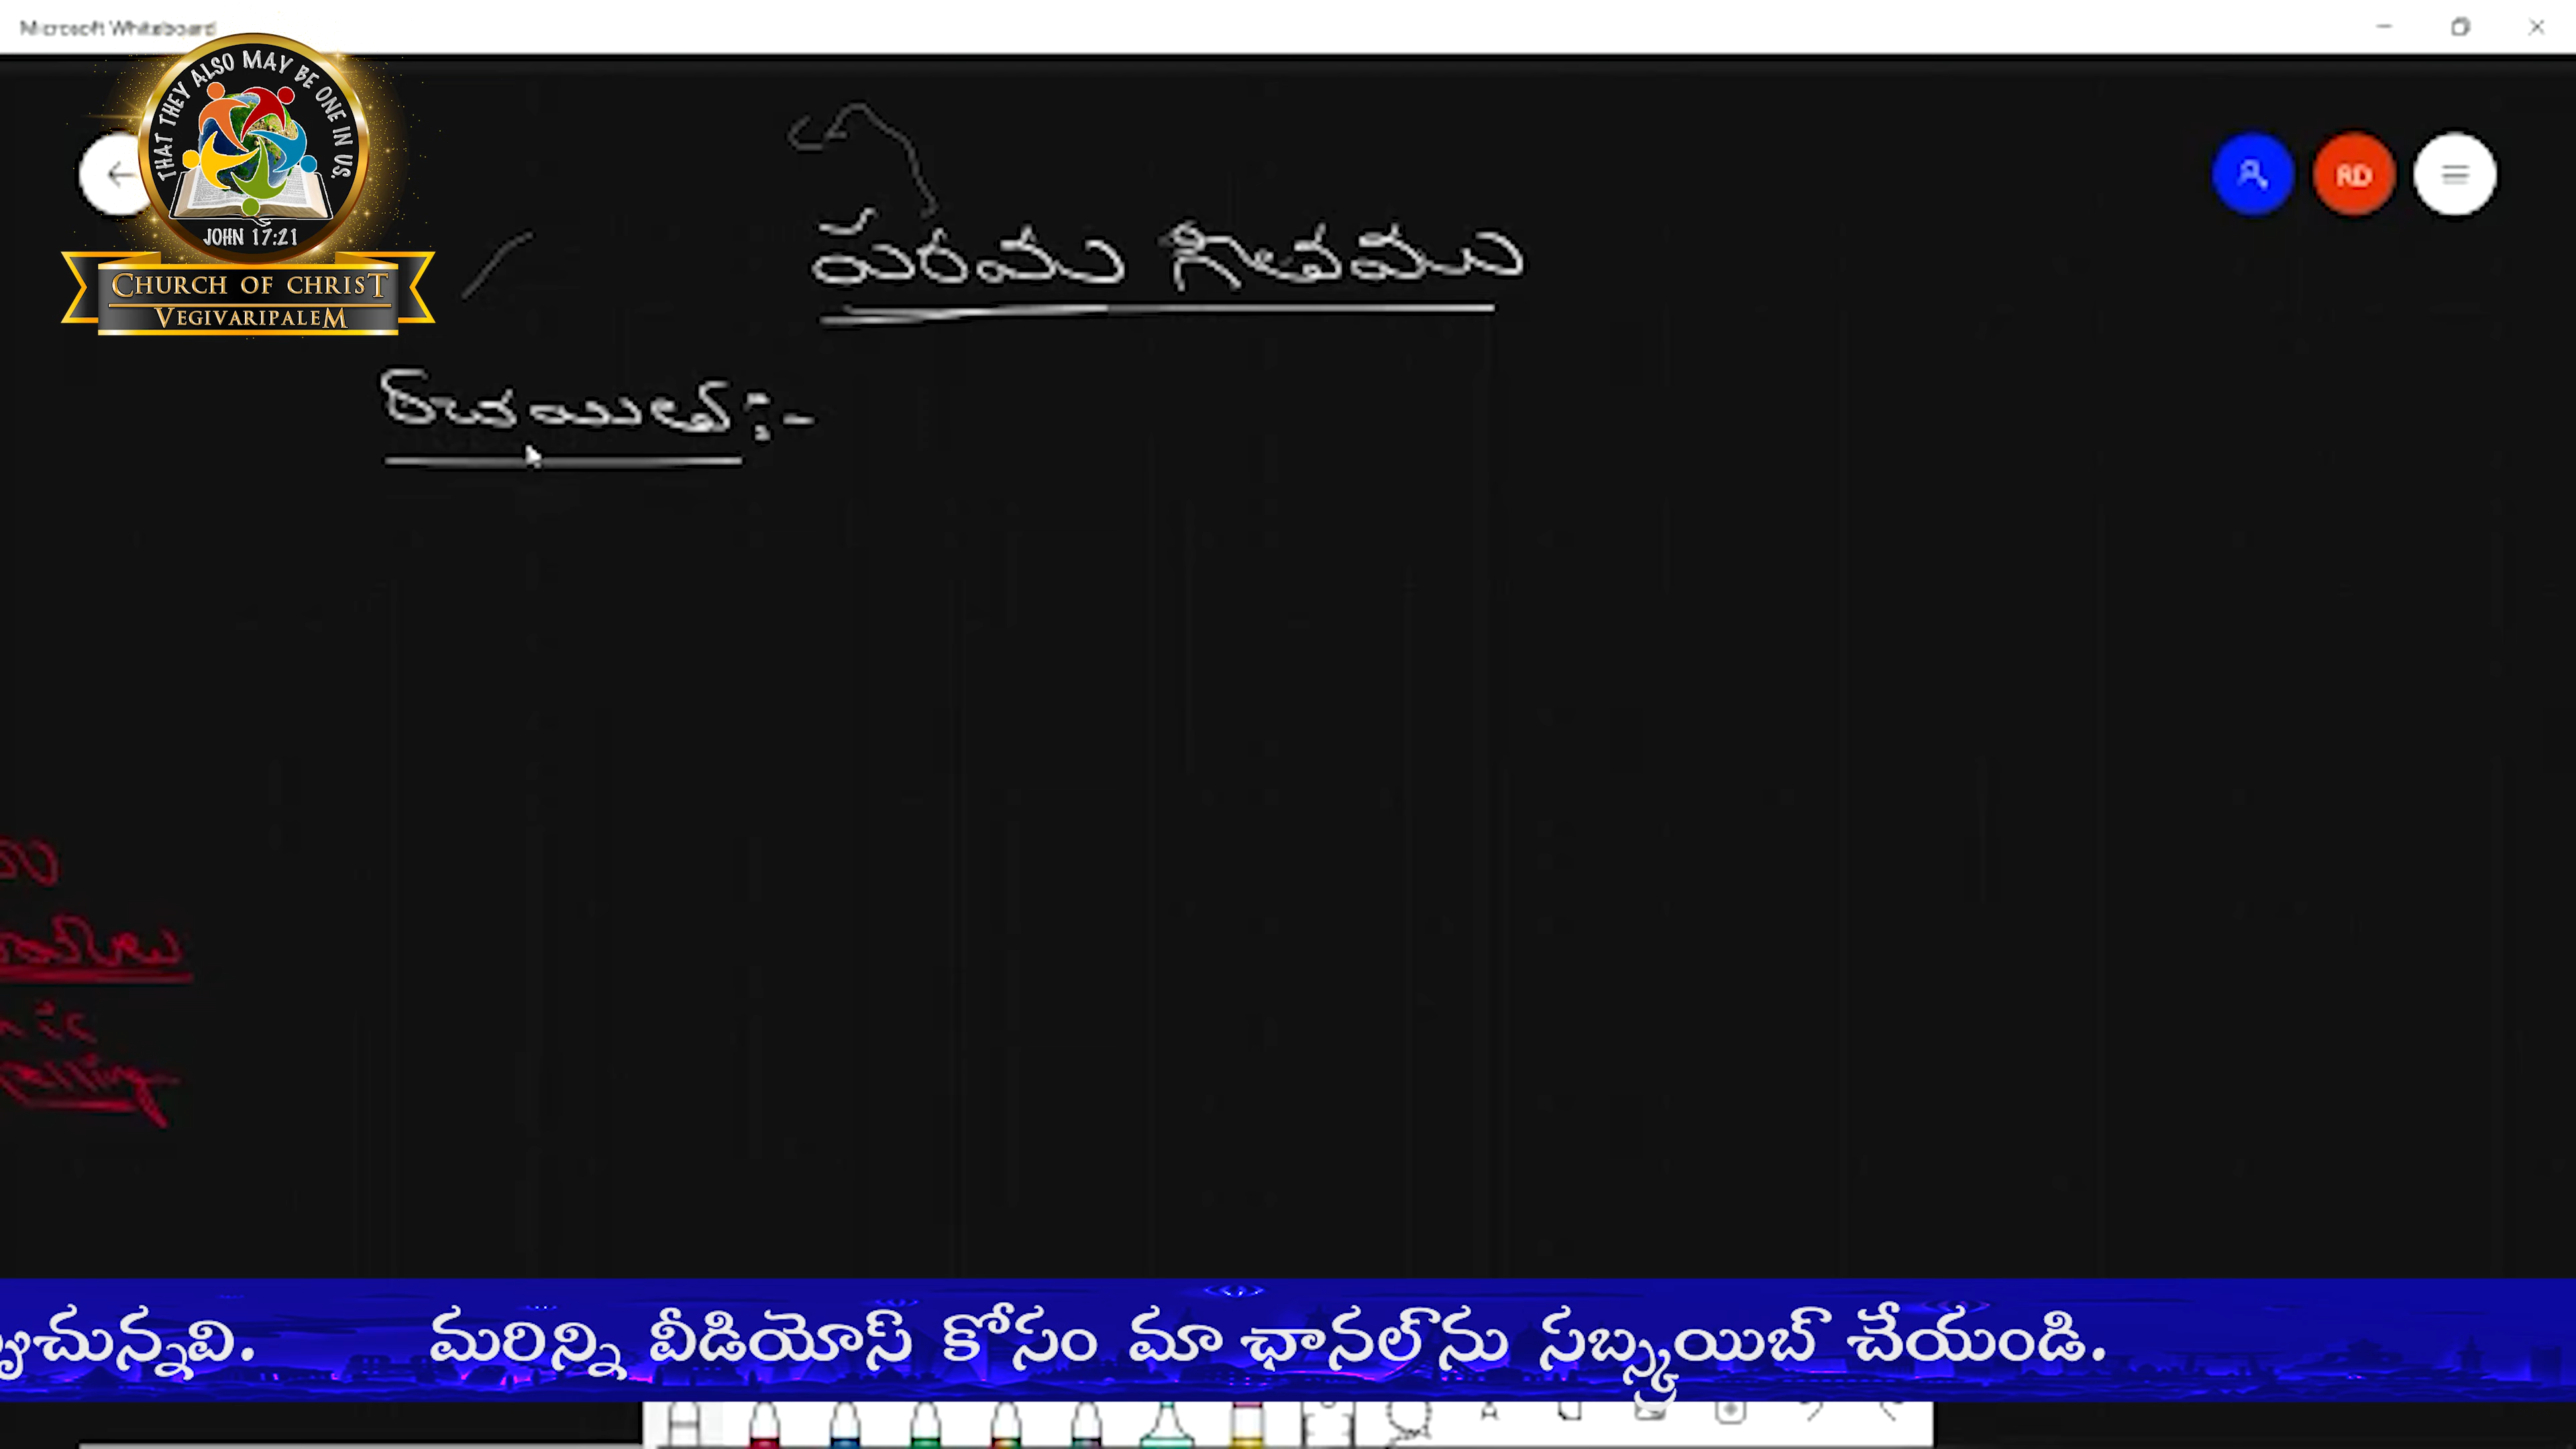 Microsoft Whiteboard
THAT THEY ALSO MAY BE ONE IN US.
JOHN 17:21
CHURCH OF CHRIST
VEGIVARIPALEM
RD
పరమ గీతము
రచయిత:-
మరిన్ని వీడియోస్ కోసం మా ఛానల్‌ను సబ్స్క్రయిబ్ చేయండి.